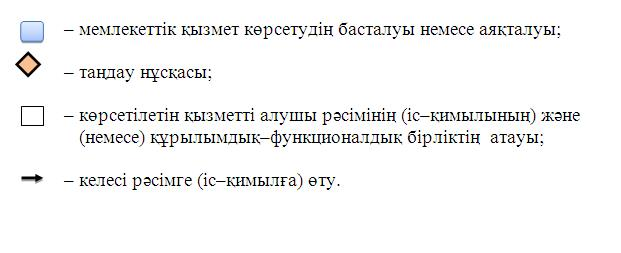 – мемлекеттік қызмет көрсетудің басталуы немесе аяқталуы;
– таңдау нұсқасы;
– көрсетілетін қызметті алушы рәсімінің (іс–қимылының) және
(немесе) құрылымдық–функционалдық бірліктің атауы;
– келесі рәсімге (іс–қимылға) өту.